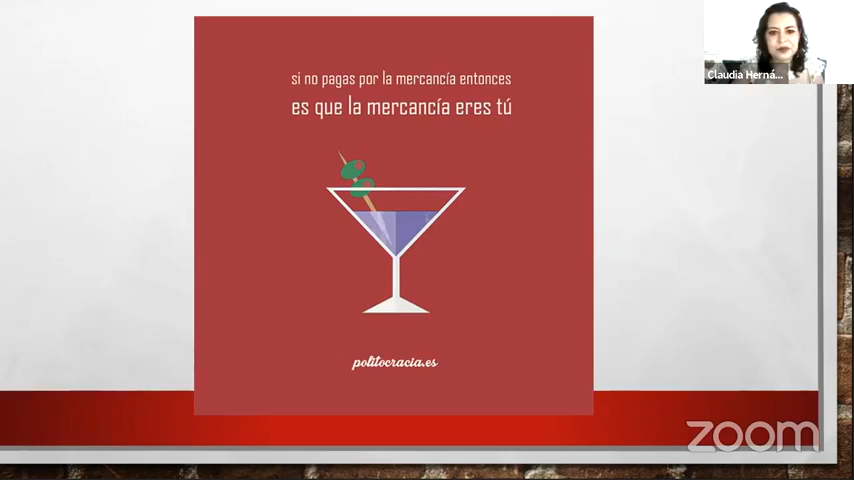 si no pagas por la mercancía entonces
es que la mercancía eres tú
politocracia.es
Claudia Herná...
zoom